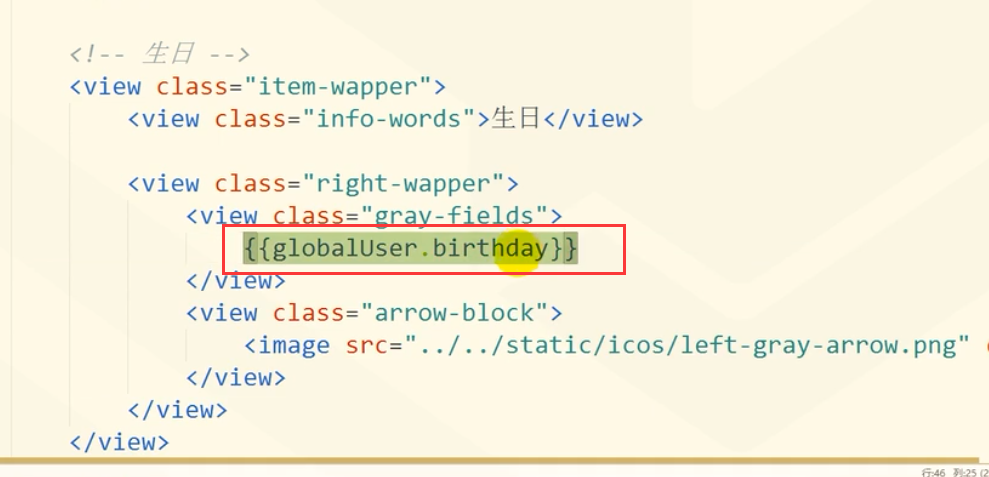 <!-- 生日 -->
<view class="item-wapper">
<view class="info-words">生日</view>
<view class="right-wapper">
<view class="gray-fields">
{{globalUser.birthday}}
</view>
<view class="arrow-block">
<image src="../../static/icos/left-gray-arrow.png"
</view>
</view>
</view>
行:46 列:25 (2